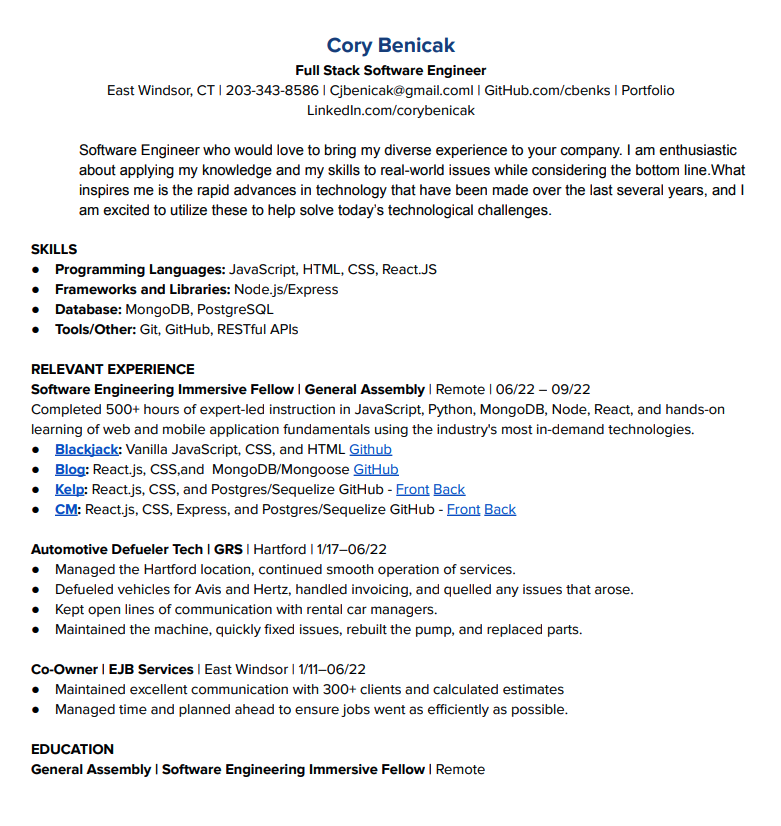 Cory Benicak
Full Stack Software Engineer
East Windsor, CT | 203-343-8586 | Cjbenicak@gmail.coml | GitHub.com/cbenks | Portfolio
LinkedIn.com/corybenicak
Software Engineer who would love to bring my diverse experience to your company. I am enthusiastic
about applying my knowledge and my skills to real-world issues while considering the bottom line.What
inspires me is the rapid advances in technology that have been made over the last several years, and I
am excited to utilize these to help solve today's technological challenges.
SKILLS
● Programming Languages: JavaScript, HTML, CSS, React.JS
● Frameworks and Libraries: Node.js/Express
● Database: MongoDB, PostgreSQL
● Tools/Other: Git, GitHub, RESTful APIs
RELEVANT EXPERIENCE
Software Engineering Immersive Fellow | General Assembly | Remote | 06/22 – 09/22
Completed 500+ hours of expert-led instruction in JavaScript, Python, MongoDB, Node, React, and hands-on
learning of web and mobile application fundamentals using the industry's most in-demand technologies.
● Blackjack: Vanilla JavaScript, CSS, and HTML Github
● Blog: React.js, CSS,and MongoDB/Mongoose GitHub
● Kelp: React.js, CSS, and Postgres/Sequelize GitHub - Front Back
● CM: React.js, CSS, Express, and Postgres/Sequelize GitHub - Front Back
Automotive Defueler Tech | GRS | Hartford | 1/17–06/22
● Managed the Hartford location, continued smooth operation of services.
● Defueled vehicles for Avis and Hertz, handled invoicing, and quelled any issues that arose.
● Kept open lines of communication with rental car managers.
● Maintained the machine, quickly fixed issues, rebuilt the pump, and replaced parts.
Co-Owner | EJB Services | East Windsor | 1/11–06/22
● Maintained excellent communication with 300+ clients and calculated estimates
● Managed time and planned ahead to ensure jobs went as efficiently as possible.
EDUCATION
General Assembly | Software Engineering Immersive Fellow | Remote